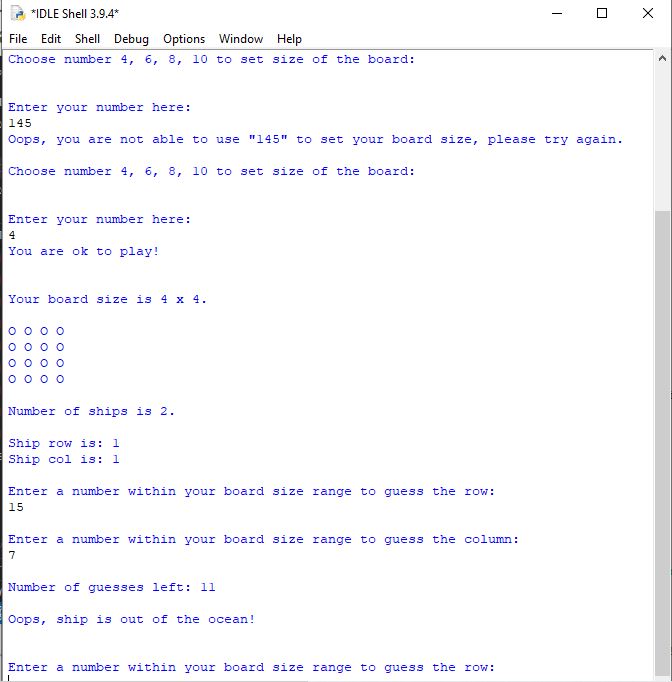 *IDLE Shell 3.9.4*
File Edit Shell Debug Options Window Help
Choose number 4, 6, 8, 10 to set size of the board:
Enter your number here:
145
Oops, you are not able to use "145" to set your board size, please try again.
Choose number 4, 6, 8, 10 to set size of the board:
Enter your number here:
4
You are ok to play!
Your board size is 4 x 4.
O O O O
O O O O
O O O O
O O O O
Number of ships is 2.
Ship row is: 1
Ship col is: 1
Enter a number within your board size range to guess the row:
15
Enter a number within your board size range to guess the column:
7
Number of guesses left: 11
Oops, ship is out of the ocean!
Enter a number within your board size range to guess the row: